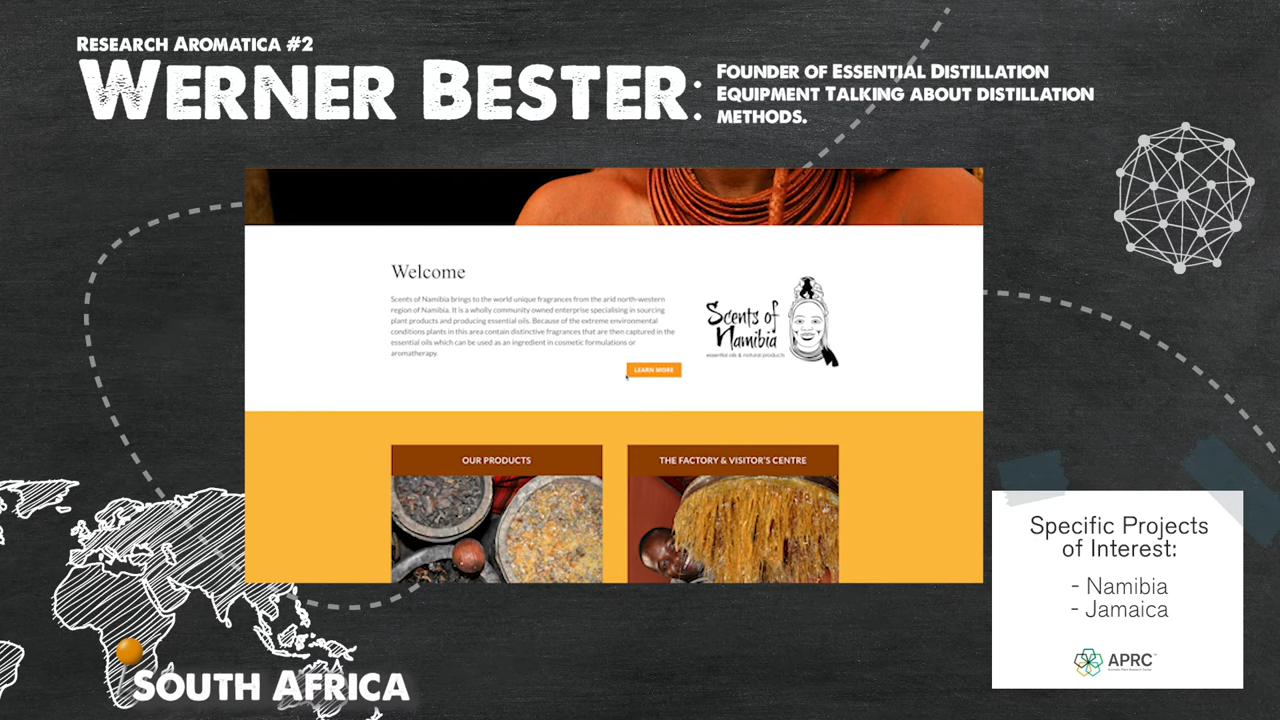 Research Aromatica #2
Werner Bester:
Founder of Essential Distillation
Equipment Talking about distillation
methods.
Welcome
Scents of Namibia brings to the world unique fragrances from the arid north-western
region of Namibia. It is a wholly community owned enterprise specialising in sourcing
plant products and producing essential oils. Because of the extreme environmental
conditions plants in this area contain distinctive fragrances that are then captured in the
essential oils which can be used as an ingredient in cosmetic formulations or
aromatherapy.
LEARN MORE
Scents of
Namibia
essential oils & natural products
OUR PRODUCTS
THE FACTORY & VISITOR'S CENTRE
Specific Projects
of Interest:
- Namibia
- Jamaica
APRC
South Africa